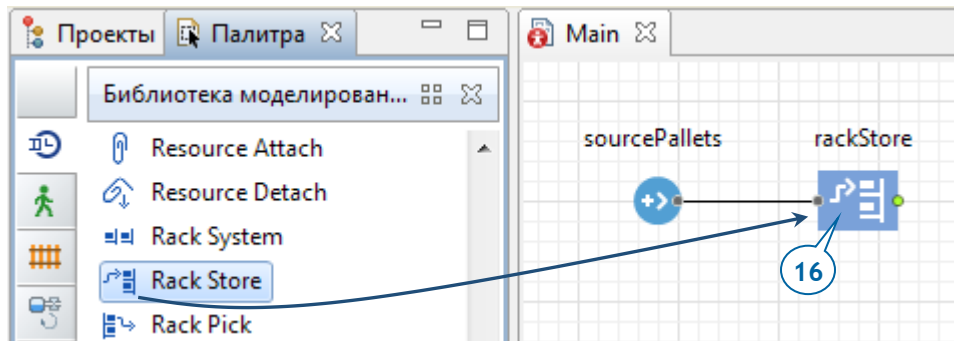 Проекты Палитра Main
Библиотека моделирован...
Resource Attach
Resource Detach
Rack System
Rack Store
Rack Pick
sourcePallets rackStore
16